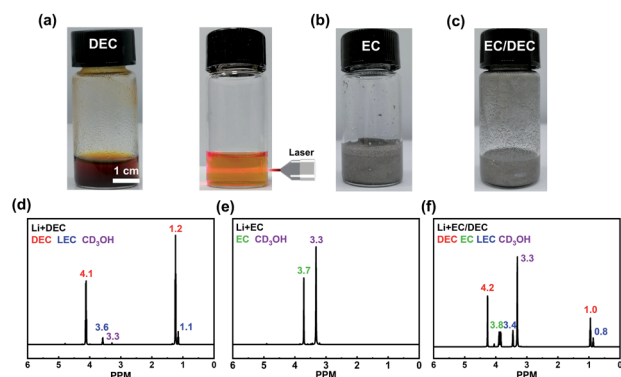 (a)
DEC
1 cm
Laser
(b)
EC
(c)
EC/DEC
(d)
Li+DEC
DEC LEC CD₃OH
4.1
3.6
3.3
1.2
1.1
6 5 4 3 2 1 0
PPM
(e)
Li+EC
EC CD₃OH
3.7
3.3
6 5 4 3 2 1 0
PPM
(f)
Li+EC/DEC
DEC EC LEC CD₃OH
4.2
3.8
3.4
3.3
1.0
0.8
6 5 4 3 2 1 0
PPM